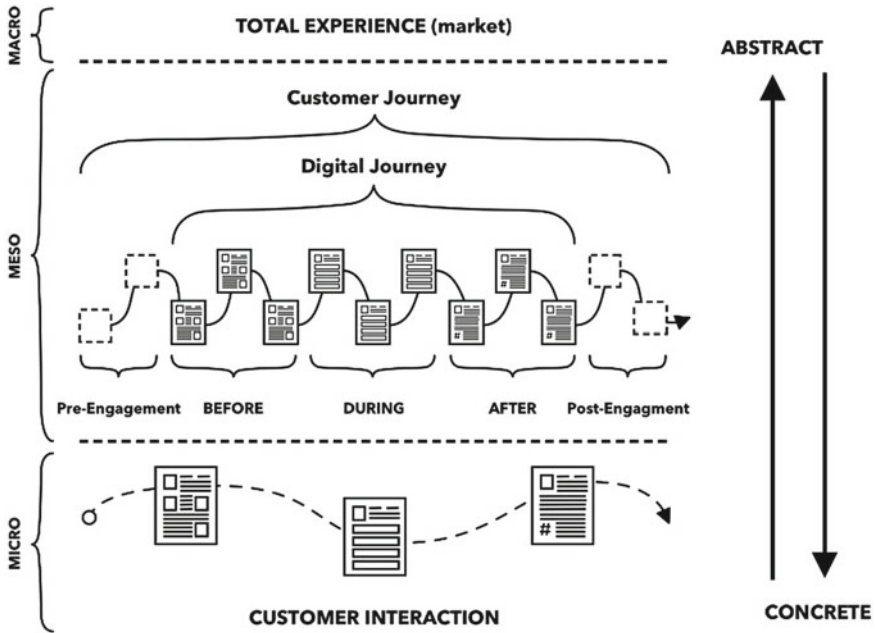 MACRO
TOTAL EXPERIENCE (market)
ABSTRACT
MESO
Customer Journey
Digital Journey
#
#
#
Pre-Engagement
BEFORE
DURING
AFTER
Post-Engagment
MICRO
#
CUSTOMER INTERACTION
CONCRETE